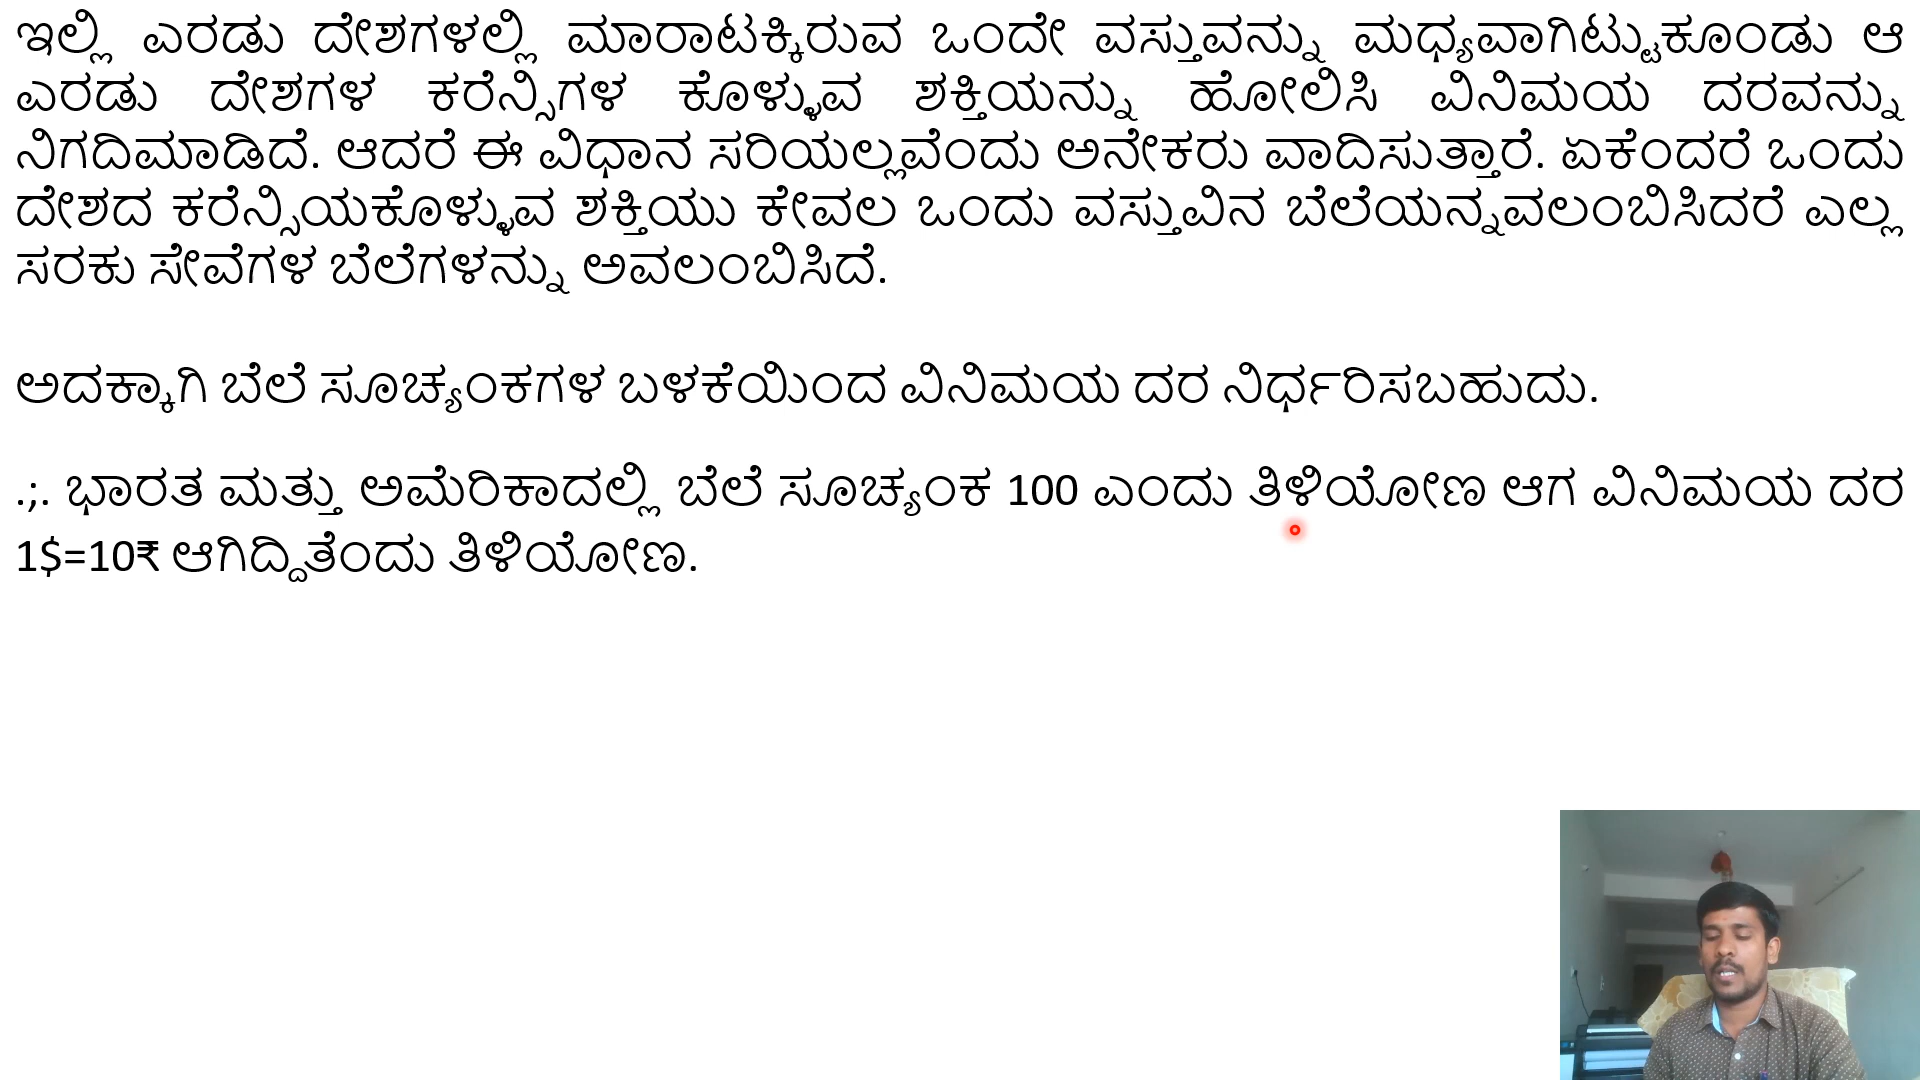 ಇಲ್ಲಿ ಎರಡು ದೇಶಗಳಲ್ಲಿ ಮಾರಾಟಕ್ಕಿರುವ ಒಂದೇ ವಸ್ತುವನ್ನು ಮಧ್ಯವಾಗಿಟ್ಟುಕೂಂಡು ಆ
ಎರಡು ದೇಶಗಳ ಕರೆನ್ಸಿಗಳ ಕೊಳ್ಳುವ ಶಕ್ತಿಯನ್ನು ಹೋಲಿಸಿ ವಿನಿಮಯ ದರವನ್ನು
ನಿಗದಿಮಾಡಿದೆ. ಆದರೆ ಈ ವಿಧಾನ ಸರಿಯಲ್ಲವೆಂದು ಅನೇಕರು ವಾದಿಸುತ್ತಾರೆ. ಏಕೆಂದರೆ ಒಂದು
ದೇಶದ ಕರೆನ್ಸಿಯಕೊಳ್ಳುವ ಶಕ್ತಿಯು ಕೇವಲ ಒಂದು ವಸ್ತುವಿನ ಬೆಲೆಯನ್ನವಲಂಬಿಸಿದರೆ ಎಲ್ಲ
ಸರಕು ಸೇವೆಗಳ ಬೆಲೆಗಳನ್ನು ಅವಲಂಬಿಸಿದೆ.
ಅದಕ್ಕಾಗಿ ಬೆಲೆ ಸೂಚ್ಯಂಕಗಳ ಬಳಕೆಯಿಂದ ವಿನಿಮಯ ದರ ನಿರ್ಧರಿಸಬಹುದು.
.;. ಭಾರತ ಮತ್ತು ಅಮೆರಿಕಾದಲ್ಲಿ ಬೆಲೆ ಸೂಚ್ಯಂಕ 100 ಎಂದು ತಿಳಿಯೋಣ ಆಗ ವಿನಿಮಯ ದರ
1$=10₹ ಆಗಿದ್ದಿತೆಂದು ತಿಳಿಯೋಣ.